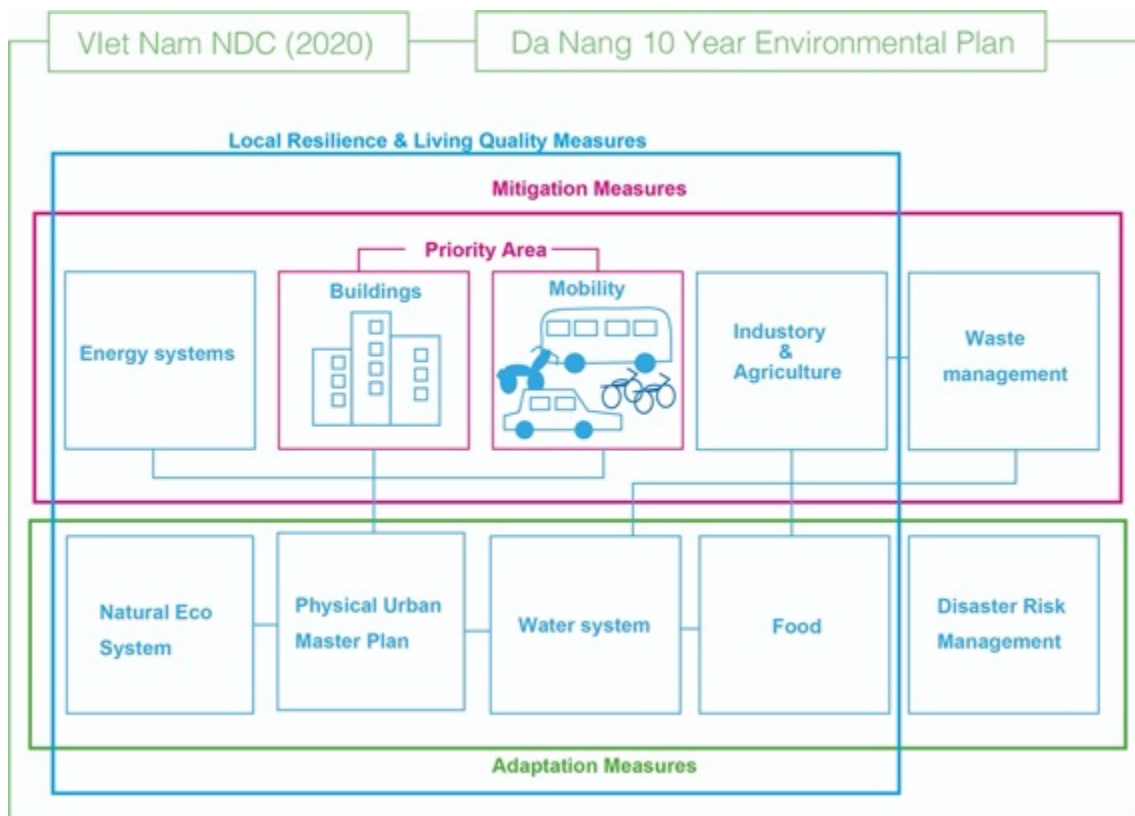 VIet Nam NDC (2020)
Da Nang 10 Year Environmental Plan
Local Resilience & Living Quality Measures
Mitigation Measures
Priority Area
Energy systems
Buildings
Mobility
Industory
&
Agriculture
Waste
management
Natural Eco
System
Physical Urban
Master Plan
Water system
Food
Disaster Risk
Management
Adaptation Measures